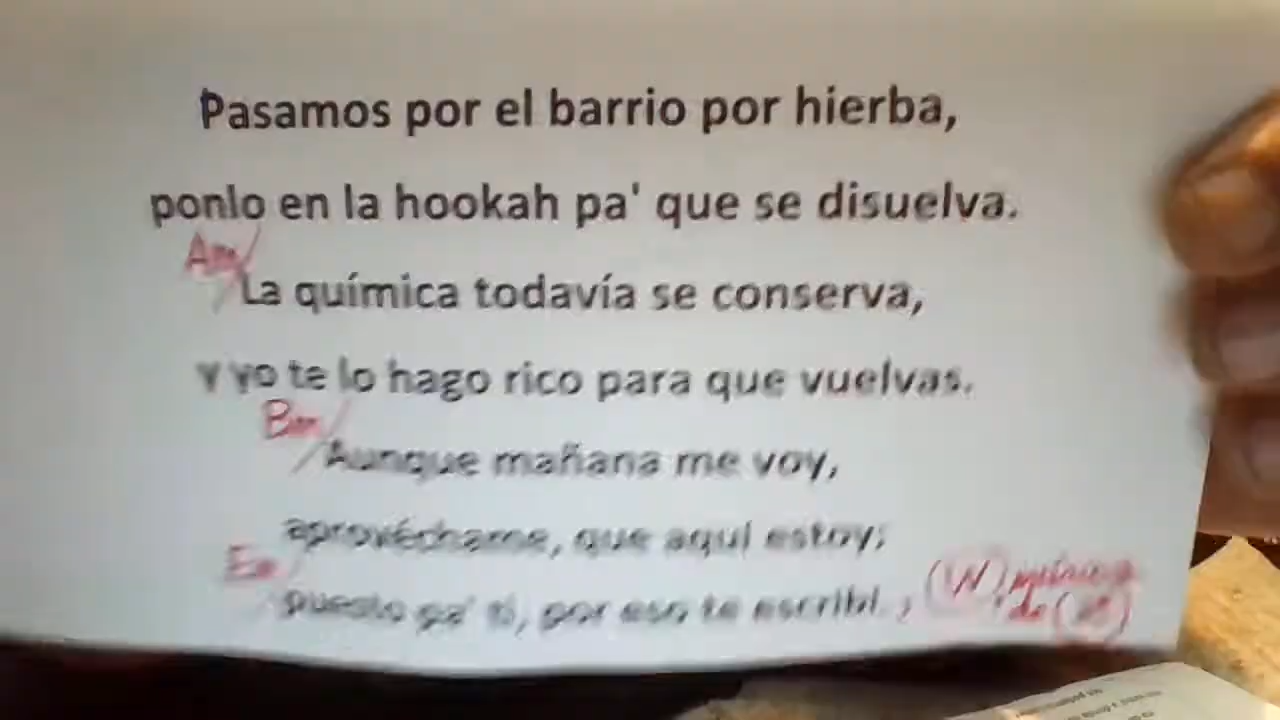 Pasamos por el barrio por hierba,
ponlo en la hookah pa' que se disuelva.
Am/
La química todavía se conserva,
y yo te lo hago rico para que vuelvas.
Bm/
Aunque mañana me voy,
aprovéchame, que aquí estoy;
Em
puesto pa' ti, por eso te escribí.